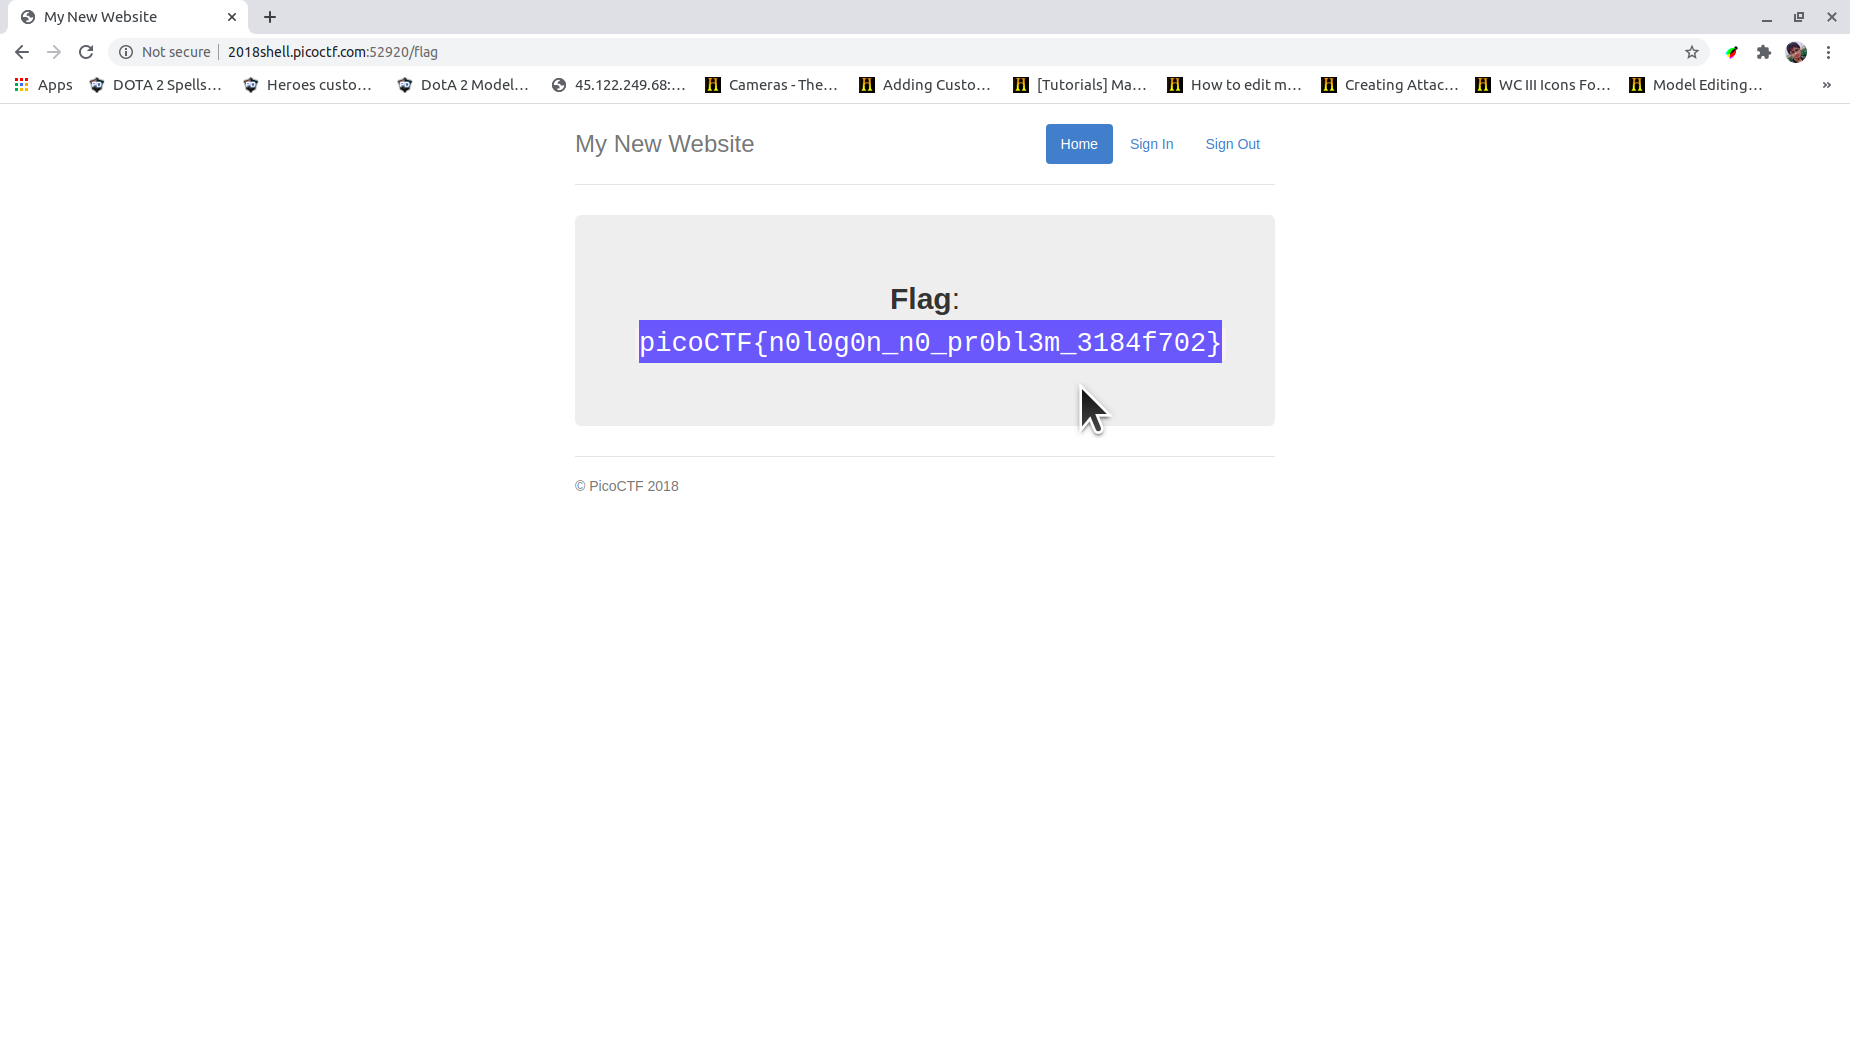 My New Website
Not secure 2018shell.picoctf.com:52920/flag
Apps DOTA 2 Spells... Heroes custo... DotA 2 Model... 45.122.249.68:... Cameras - The... Adding Custo... [Tutorials] Ma... How to edit m... Creating Attac... WC III Icons Fo... Model Editing... »
My New Website Home Sign In Sign Out
Flag:
picoCTF{n0l0g0n_n0_pr0bl3m_3184f702}
© PicoCTF 2018